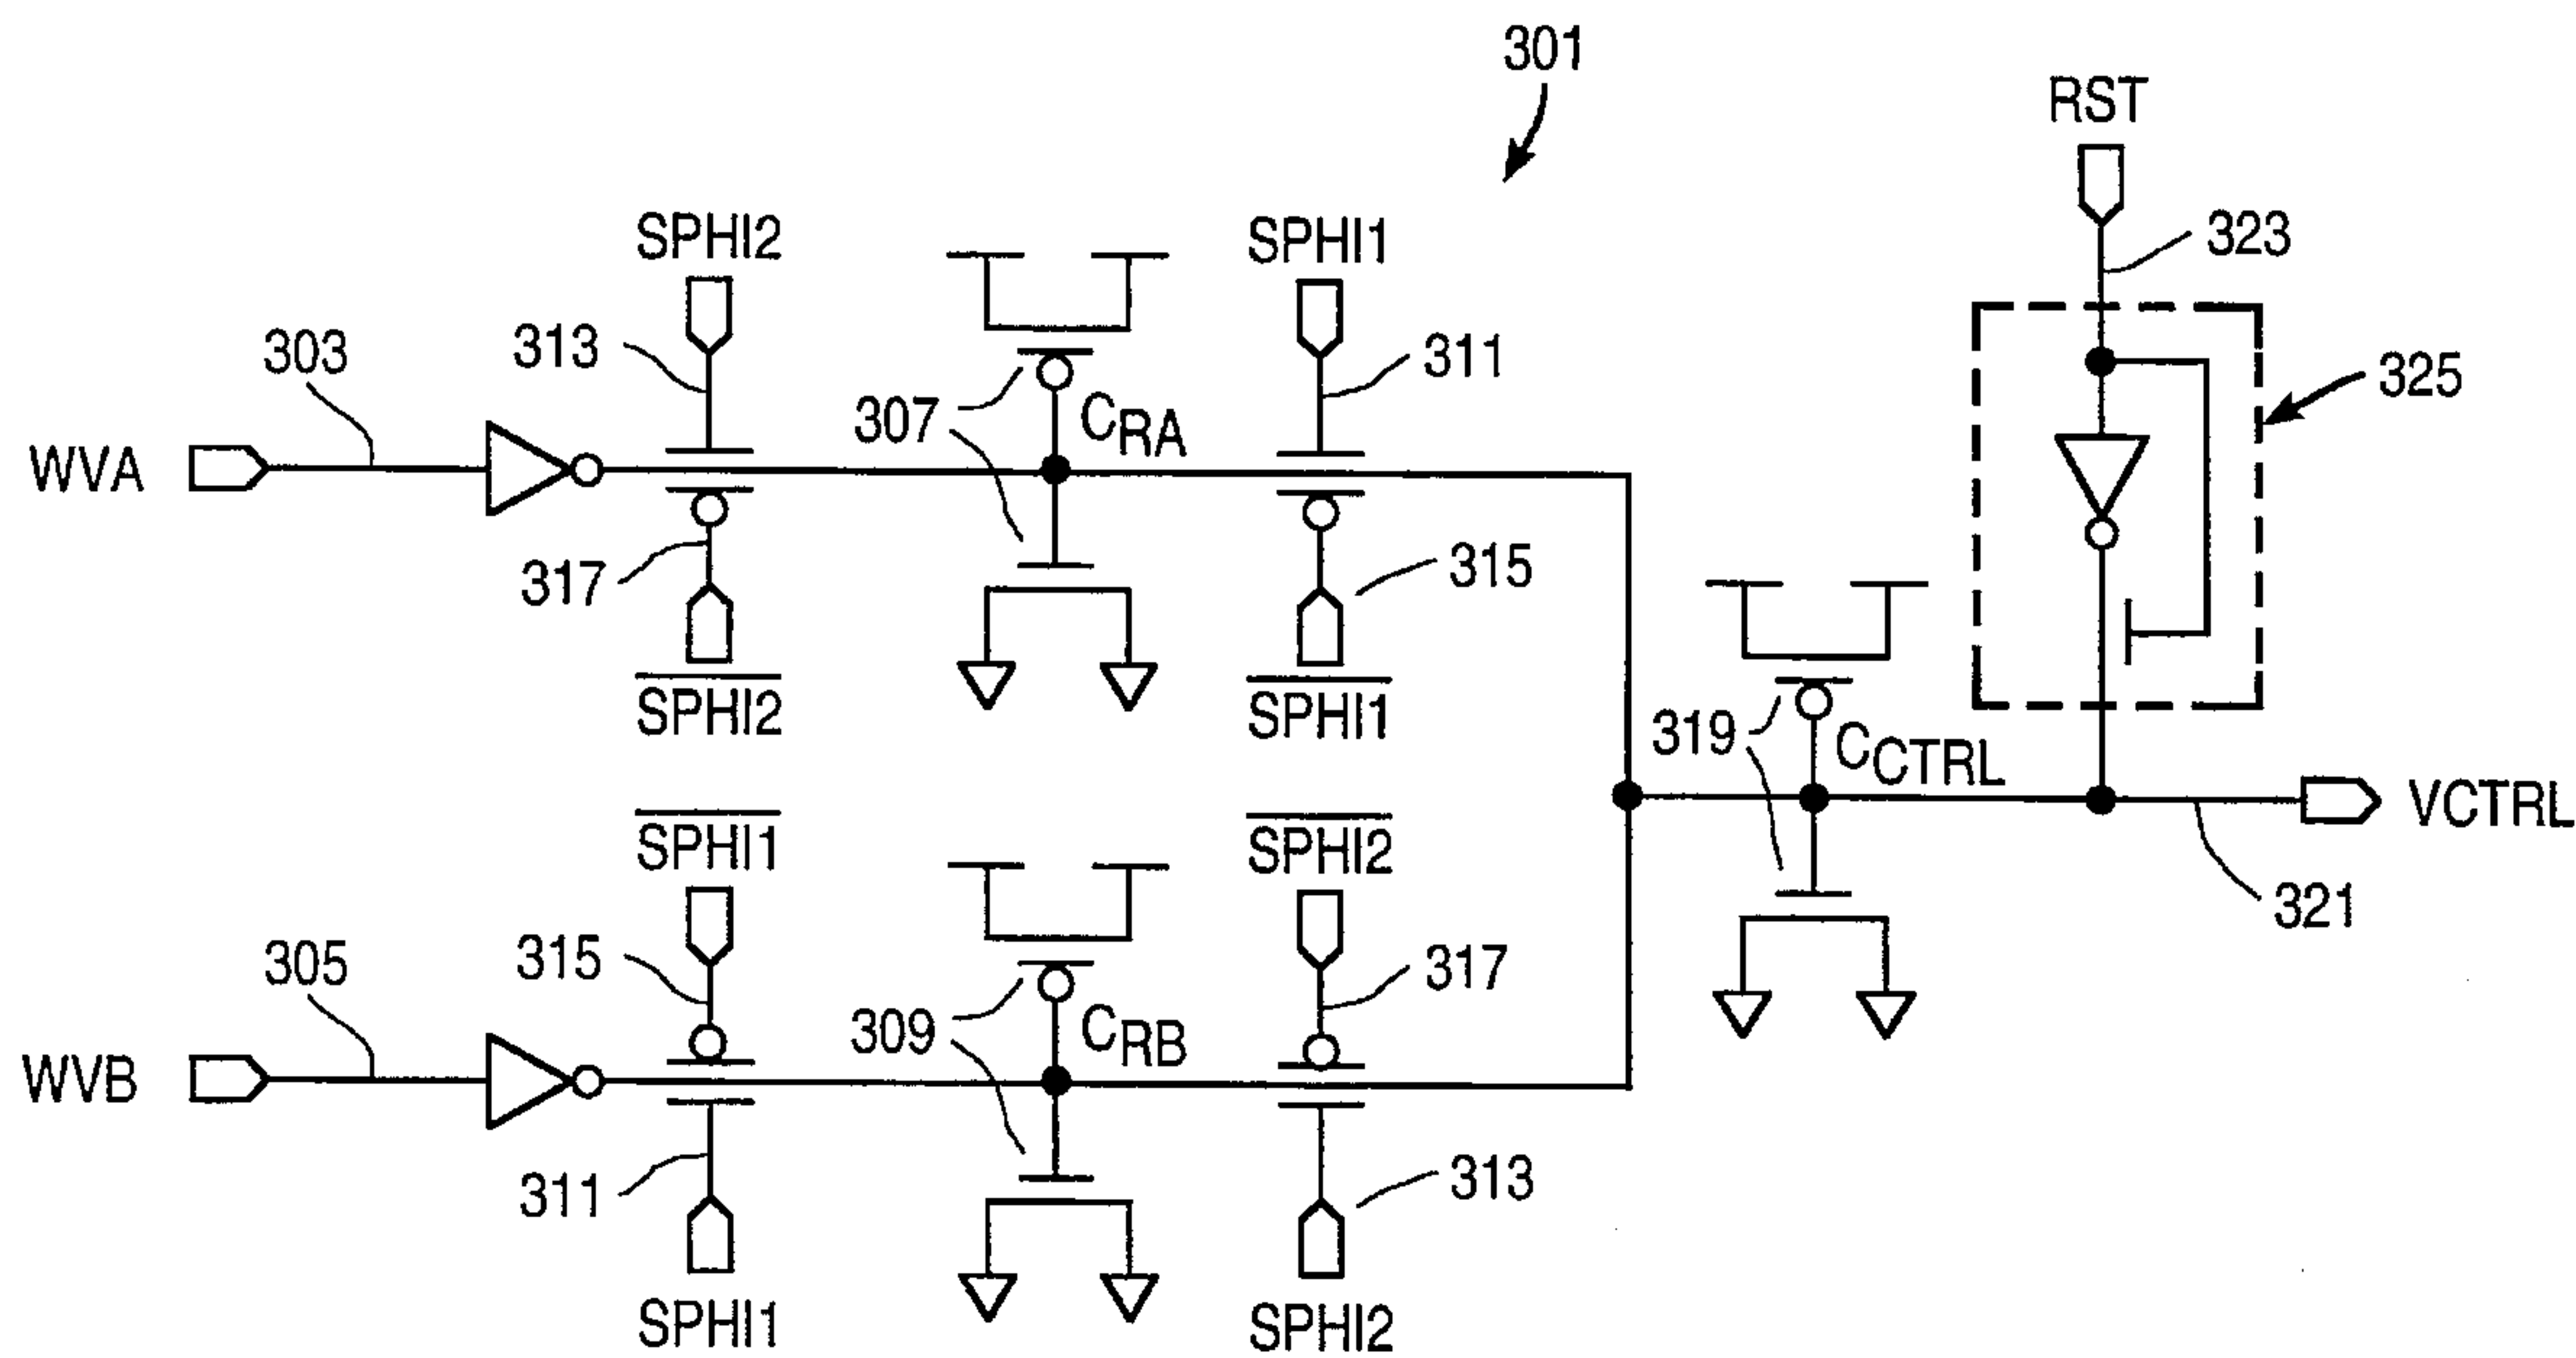 301
RST
SPHI2
SPHI1
323
313
311
303
325
307
CRA
WVA
317
315
SPHI2
SPHI1
319
CCTRL
VCTRL
SPHI1
SPHI2
321
315
317
305
309
CRB
WVB
311
313
SPHI1
SPHI2